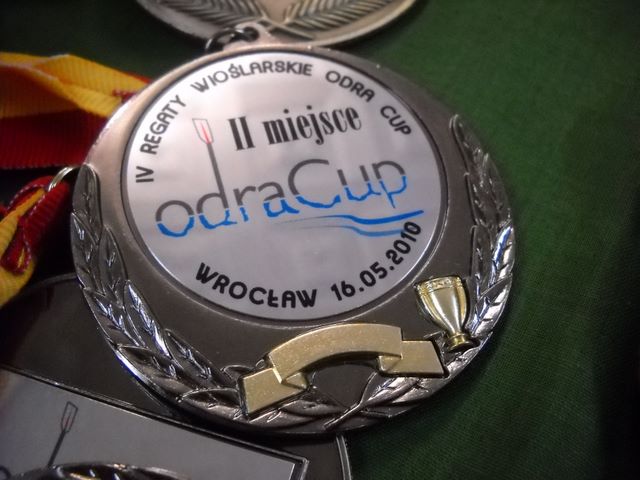 IV REGATY WIOŚLARSKIE ODRA CUP
II miejsce
odraCup
WROCŁAW 16.05.2010